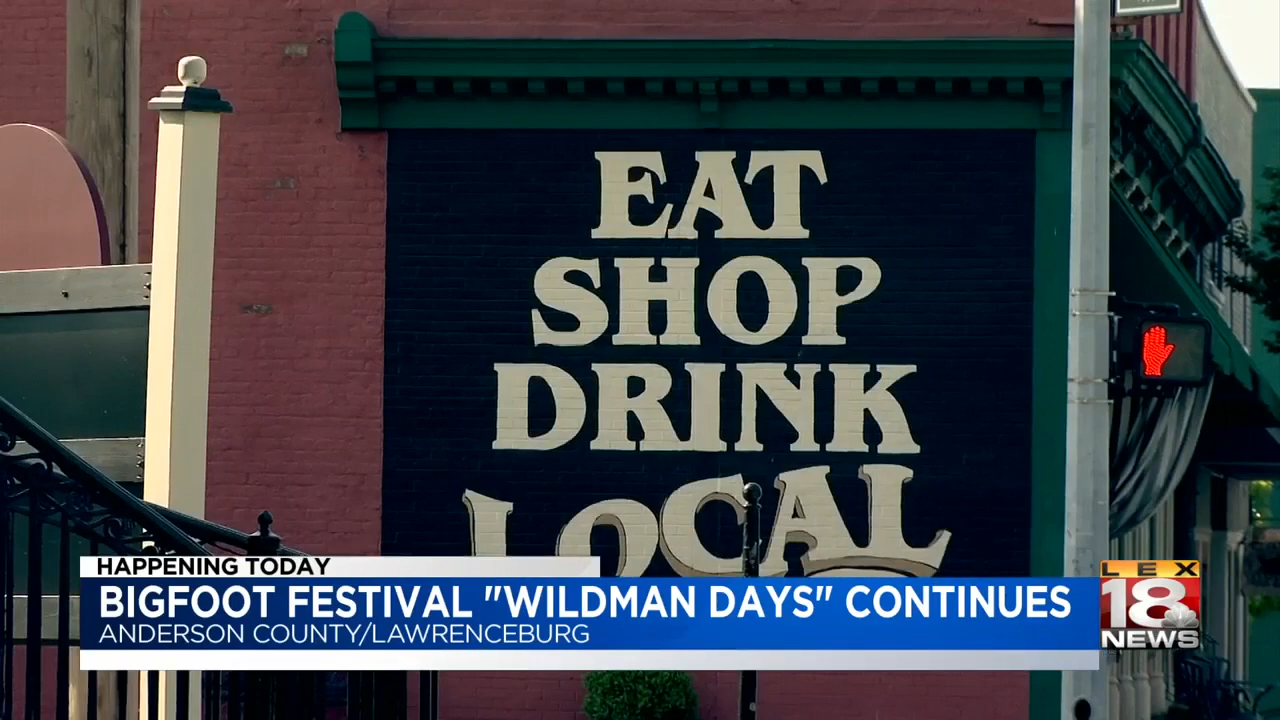 EAT
SHOP
DRINK
LOCAL
HAPPENING TODAY
BIGFOOT FESTIVAL "WILDMAN DAYS" CONTINUES
ANDERSON COUNTY/LAWRENCEBURG
LEX
18
NEWS